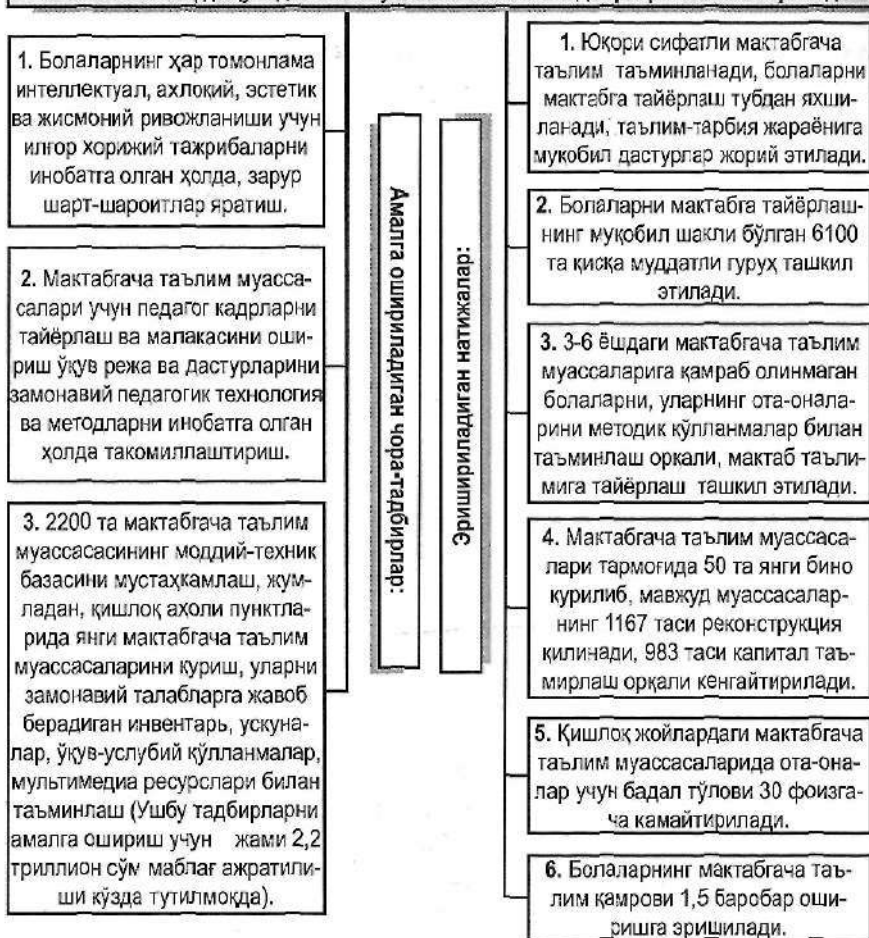 1. Болаларнинг ҳар томонлама
интеллектуал, ахлоқий, эстетик
ва жисмоний ривожланиши учун
илғор хорижий тажрибаларни
инобатга олган ҳолда, зарур
шарт-шароитлар яратиш.
2. Мактабгача таълим муасса-
салари учун педагог кадрларни
тайёрлаш ва малакасини оши-
риш ўқув режа ва дастурларини
замонавий педагогик технология
ва методларни инобатга олган
ҳолда такомиллаштириш.
3. 2200 та мактабгача таълим
муассасасининг моддий-техник
базасини мустаҳкамлаш, жум-
ладан, қишлоқ аҳоли пунктла-
рида янги мактабгача таълим
муассасаларини қуриш, уларни
замонавий талабларга жавоб
берадиган инвентарь, ускуна-
лар, ўқув-услубий қўлланмалар,
мультимедиа ресурслари билан
таъминлаш (Ушбу тадбирларни
амалга ошириш учун жами 2,2
триллион сўм маблағ ажратили-
ши кўзда тутилмоқда).
Амалга ошириладиган чора-тадбирлар:
Эришириладиган натижалар:
1. Юқори сифатли мактабгача
таълим таъминланади, болаларни
мактабга тайёрлаш тубдан яхши-
ланади, таълим-тарбия жараёнига
муқобил дастурлар жорий этилади.
2. Болаларни мактабга тайёрлаш-
нинг муқобил шакли бўлган 6100
та қисқа муддатли гуруҳ ташкил
этилади.
3. 3-6 ёшдаги мактабгача таълим
муассаларига қамраб олинмаган
болаларни, уларнинг ота-онала-
рини методик қўлланмалар билан
таъминлаш орқали, мактаб таъли-
мига тайёрлаш ташкил этилади.
4. Мактабгача таълим муассаса-
лари тармоғида 50 та янги бино
қурилиб, мавжуд муассасалар-
нинг 1167 таси реконструкция
қилинади, 983 таси капитал таъ-
мирлаш орқали кенгайтирилади.
5. Қишлоқ жойлардаги мактабгача
таълим муассасаларида ота-она-
лар учун бадал тўлови 30 фоизга-
ча камайтирилади.
6. Болаларнинг мактабгача таъ-
лим қамрови 1,5 баробар оши-
ришга эришилади.